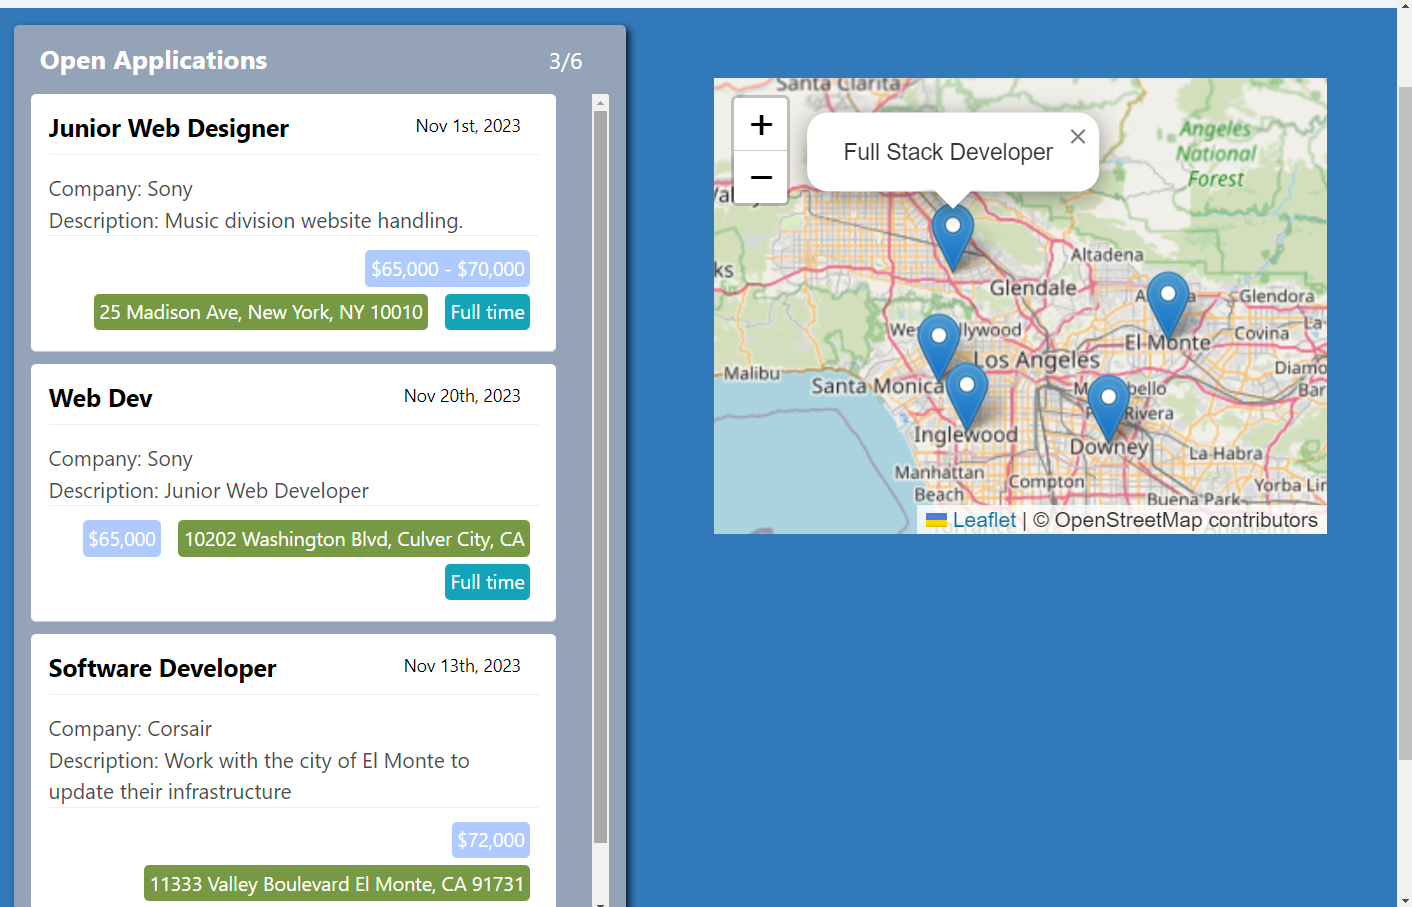 Open Applications 3/6
Junior Web Designer Nov 1st, 2023
Company: Sony
Description: Music division website handling.
$65,000 - $70,000
25 Madison Ave, New York, NY 10010 Full time
Web Dev Nov 20th, 2023
Company: Sony
Description: Junior Web Developer
$65,000 10202 Washington Blvd, Culver City, CA
Full time
Software Developer Nov 13th, 2023
Company: Corsair
Description: Work with the city of El Monte to
update their infrastructure
$72,000
11333 Valley Boulevard El Monte, CA 91731
Santa Clarita
+
−
Full Stack Developer ×
Angeles
National
Forest
Altadena
Glendale
Glendora
Covina
El Monte
Los Angeles
Malibu
Santa Monica
Inglewood
Downey
La Habra
Manhattan
Beach
Compton
Buena Park
Leaflet | © OpenStreetMap contributors